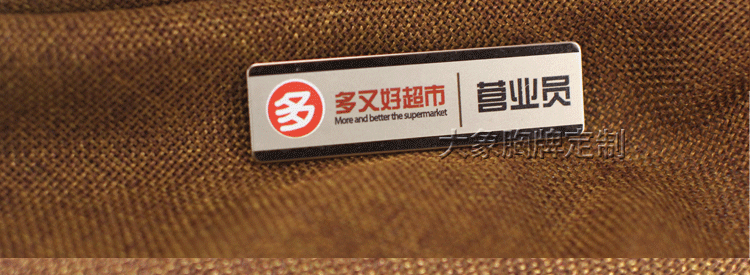 多
多又好超市
More and better the supermarket
营业员
大象胸牌定制